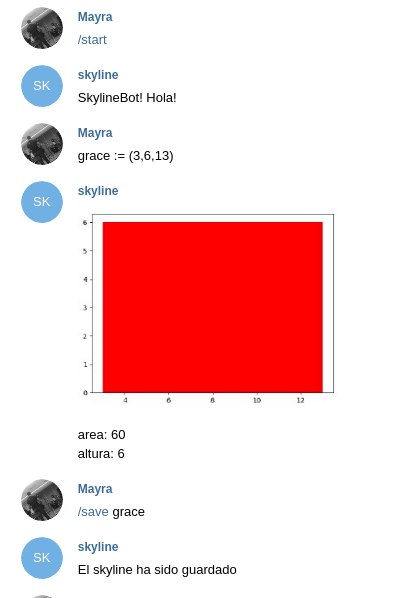 Mayra
/start
SK
skyline
SkylineBot! Hola!
Mayra
grace := (3,6,13)
SK
skyline
6
5
4
3
2
1
0
4 6 8 10 12
area: 60
altura: 6
Mayra
/save grace
SK
skyline
El skyline ha sido guardado